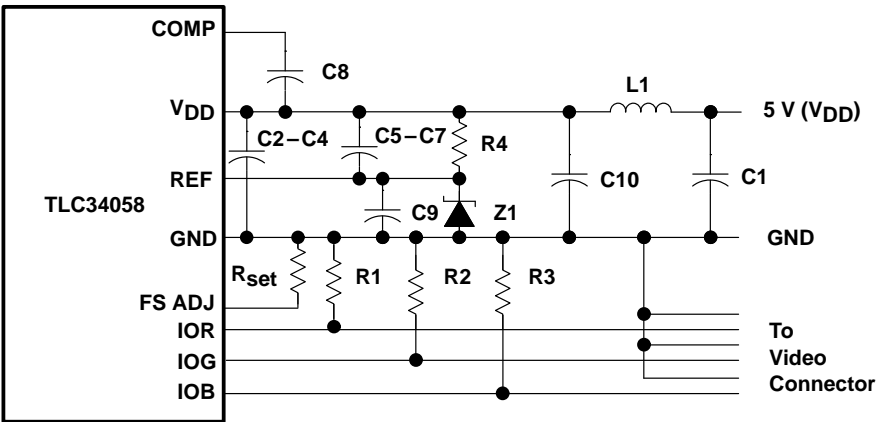 COMP
C8
L1
VDD
5 V (VDD)
C2–C4
C5–C7
R4
REF
C10
C1
TLC34058
C9
Z1
GND
GND
Rset
R1
R2
R3
FS ADJ
IOR
To
IOG
Video
IOB
Connector